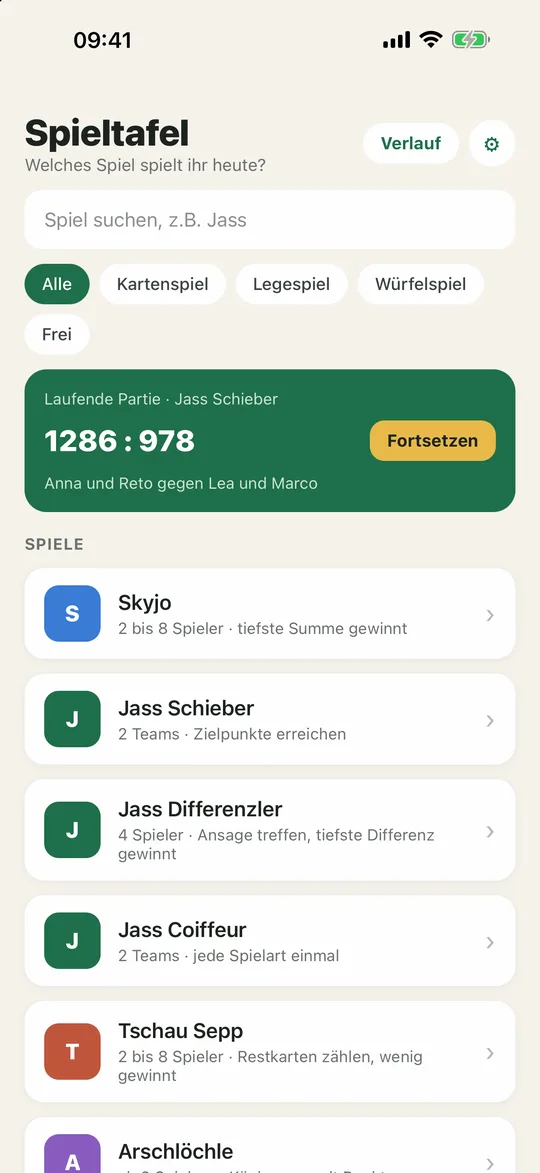 09:41
Spieltafel
Welches Spiel spielt ihr heute?
Verlauf
Spiel suchen, z.B. Jass
Alle
Kartenspiel
Legespiel
Würfelspiel
Frei
Laufende Partie · Jass Schieber
1286 : 978
Fortsetzen
Anna und Reto gegen Lea und Marco
SPIELE
S
Skyjo
2 bis 8 Spieler · tiefste Summe gewinnt
J
Jass Schieber
2 Teams · Zielpunkte erreichen
J
Jass Differenzler
4 Spieler · Ansage treffen, tiefste Differenz
gewinnt
J
Jass Coiffeur
2 Teams · jede Spielart einmal
T
Tschau Sepp
2 bis 8 Spieler · Restkarten zählen, wenig
gewinnt
A
Arschlöchle